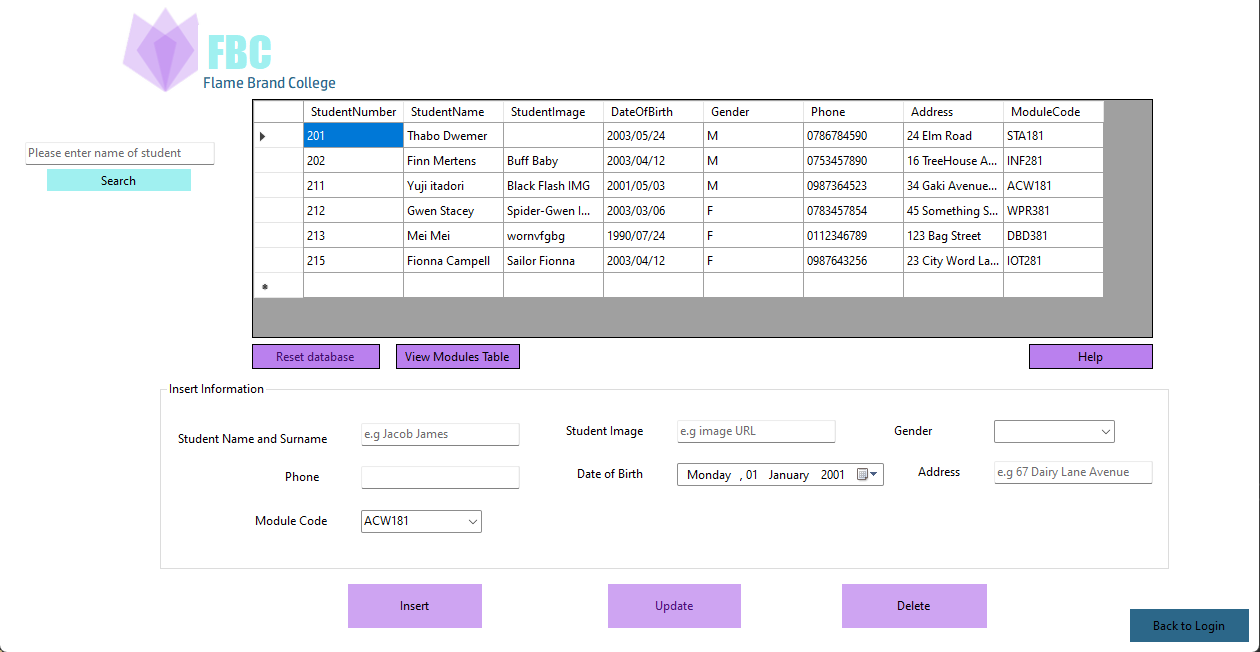 FBC
Flame Brand College
StudentNumber StudentName StudentImage DateOfBirth Gender Phone Address ModuleCode
201 Thabo Dwemer 2003/05/24 M 0786784590 24 Elm Road STA181
Please enter name of student
202 Finn Mertens Buff Baby 2003/04/12 M 0753457890 16 TreeHouse A... INF281
Search
211 Yuji itadori Black Flash IMG 2001/05/03 M 0987364523 34 Gaki Avenue... ACW181
212 Gwen Stacey Spider-Gwen I... 2003/03/06 F 0783457854 45 Something S... WPR381
213 Mei Mei wornvfgbg 1990/07/24 F 0112346789 123 Bag Street DBD381
215 Fionna Campell Sailor Fionna 2003/04/12 F 0987643256 23 City Word La... IOT281
Reset database View Modules Table Help
Insert Information
Student Name and Surname e.g Jacob James Student Image e.g image URL Gender
Phone Date of Birth Monday , 01 January 2001 Address e.g 67 Dairy Lane Avenue
Module Code ACW181
Insert Update Delete
Back to Login